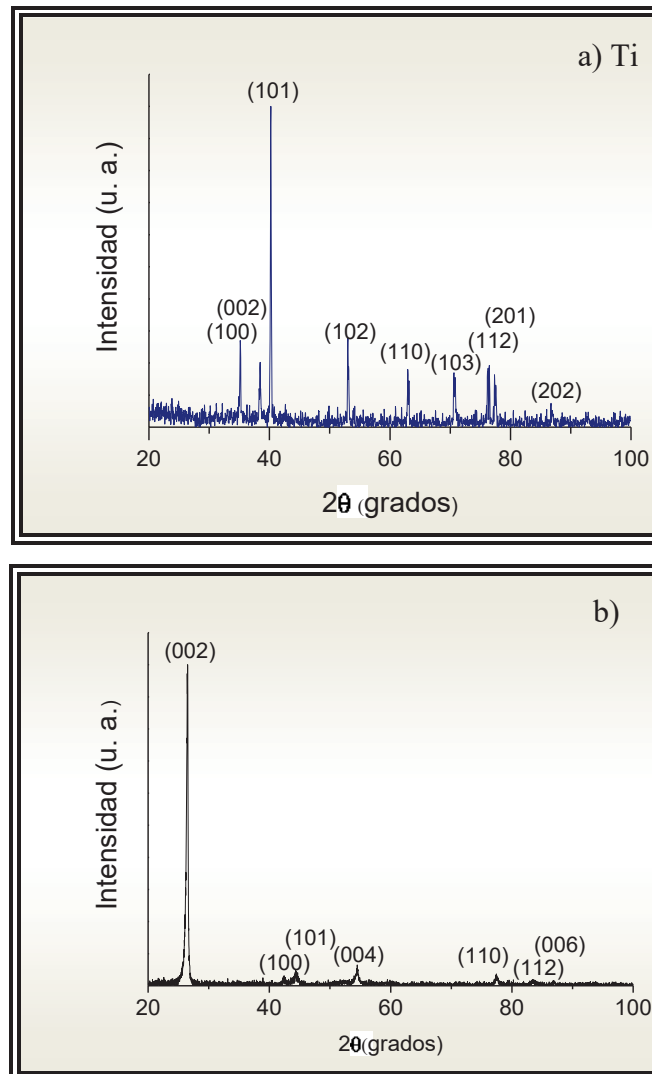 a) Ti
(101)
Intensidad (u. a.)
(002)
(100)
(102)
(110)
(103)
(201)
(112)
(202)
20 40 60 80 100
2θ (grados)
b)
(002)
Intensidad (u. a.)
(101)
(100)
(004)
(110)
(006)
(112)
20 40 60 80 100
2θ(grados)